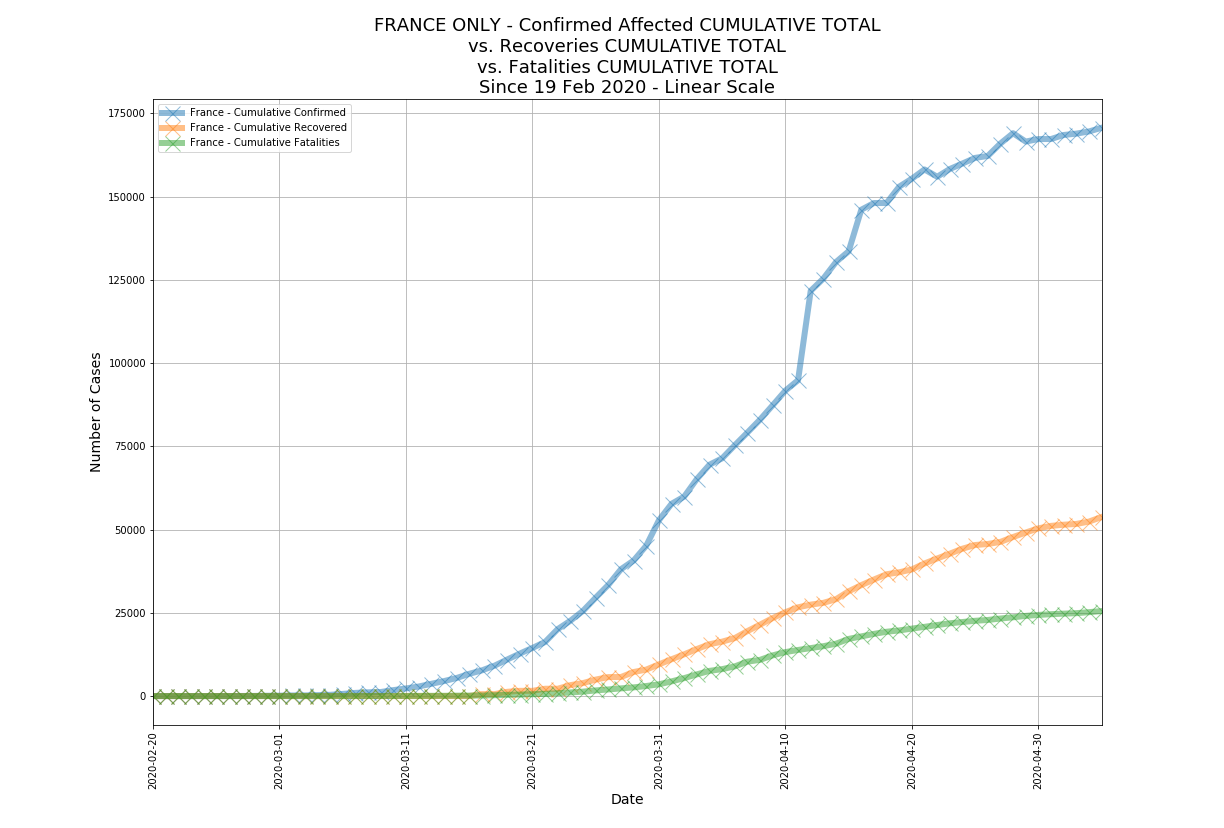 FRANCE ONLY - Confirmed Affected CUMULATIVE TOTAL
vs. Recoveries CUMULATIVE TOTAL
vs. Fatalities CUMULATIVE TOTAL
Since 19 Feb 2020 - Linear Scale
France - Cumulative Confirmed
France - Cumulative Recovered
France - Cumulative Fatalities
Number of Cases
175000
150000
125000
100000
75000
50000
25000
0
2020-02-20
2020-03-01
2020-03-11
2020-03-21
2020-03-31
2020-04-10
2020-04-20
2020-04-30
Date